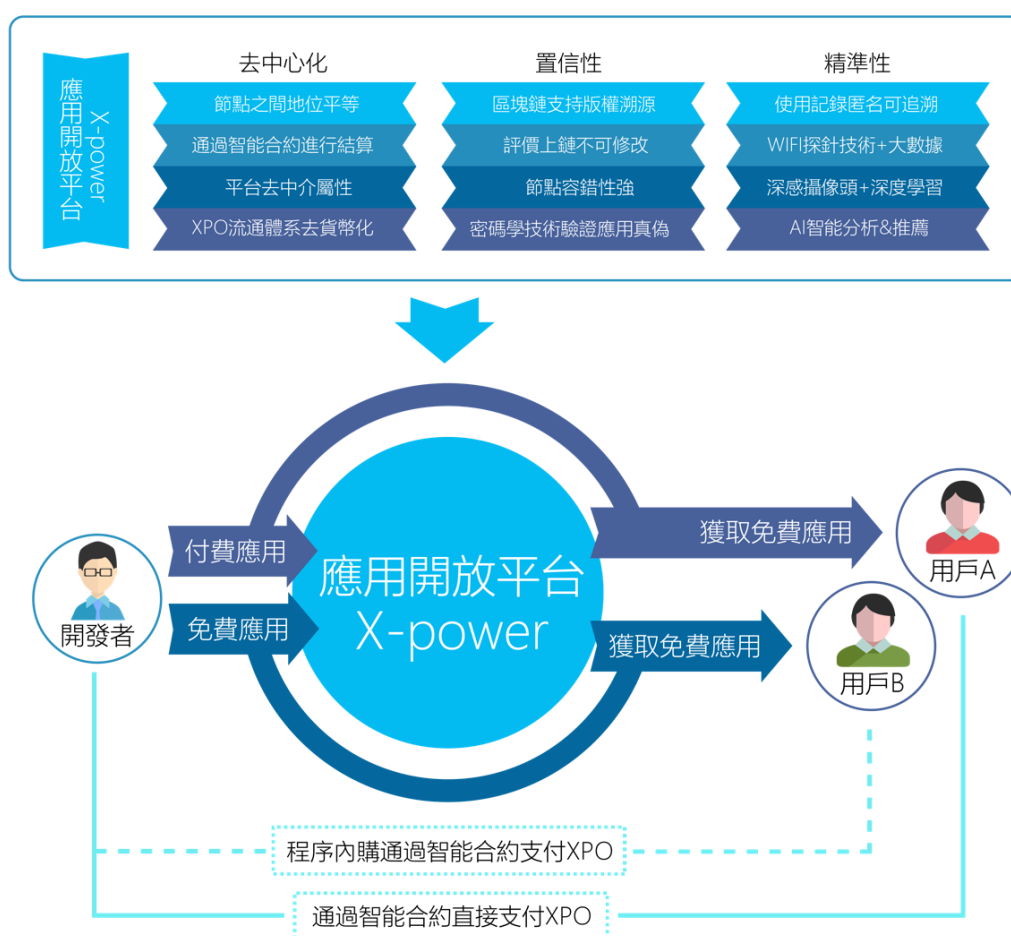 X-power
應用開放平台
去中心化
節点之間地位平等
通過智能合約進行結算
平台去中介屬性
XPO流通體系去貨幣化
置信性
區塊鏈支持版權溯源
評價上鏈不可修改
節点容錯性強
密碼學技術驗證應用真偽
精準性
使用記錄匿名可追溯
WIFI探針技術+大數據
深感攝像頭+深度學習
AI智能分析&推薦
開發者
付費應用
免費應用
應用開放平台
X-power
獲取免費應用
用戶A
獲取免費應用
用戶B
程序內購通過智能合約支付XPO
通過智能合約直接支付XPO